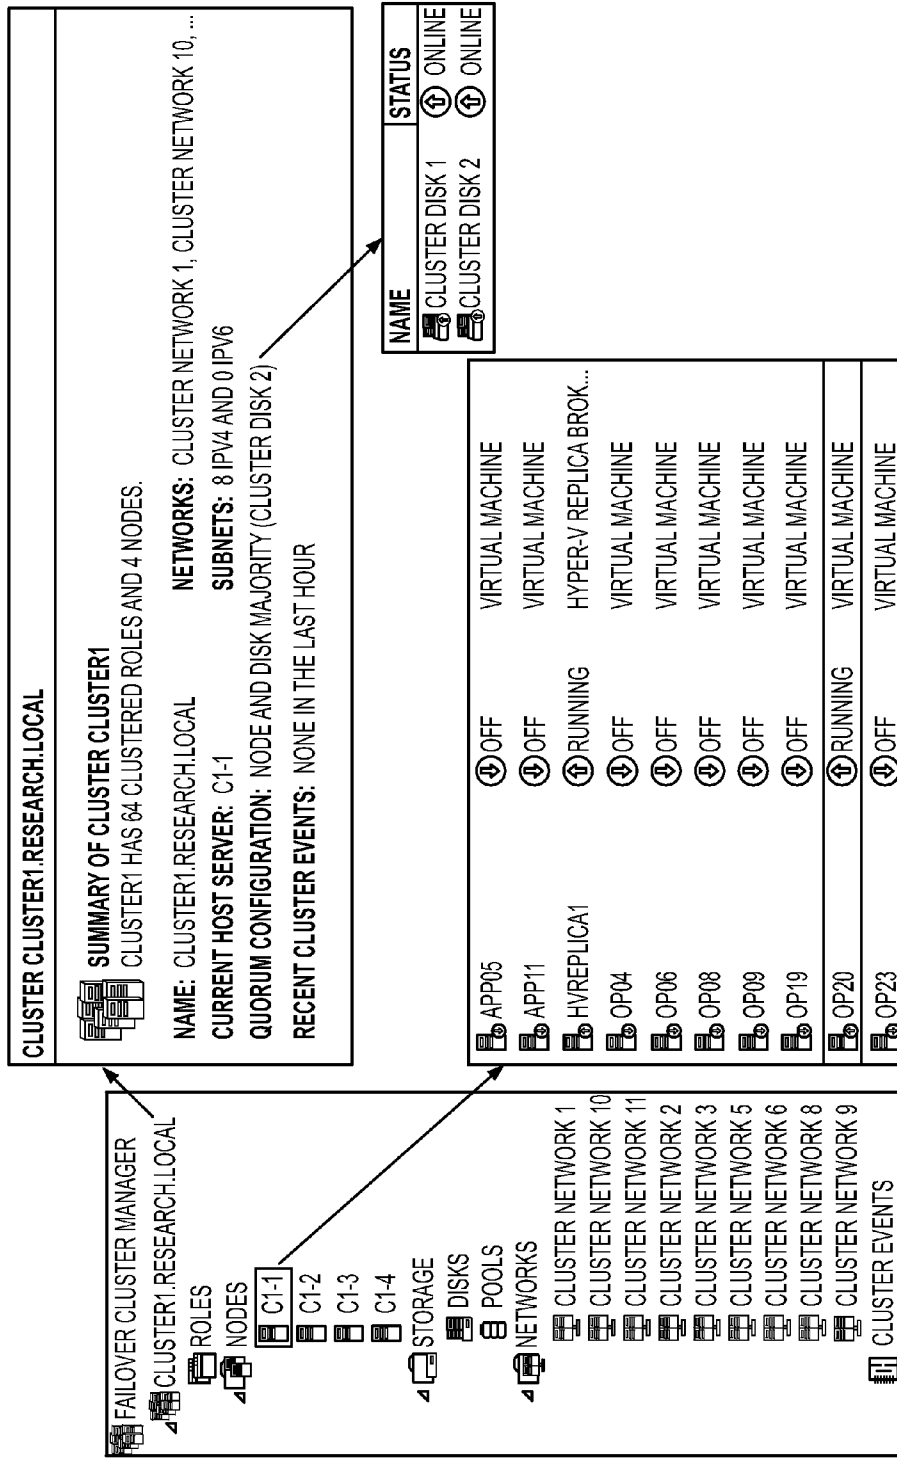 CLUSTER CLUSTER1.RESEARCH.LOCAL
SUMMARY OF CLUSTER CLUSTER1
CLUSTER1 HAS 64 CLUSTERED ROLES AND 4 NODES.
NAME: CLUSTER1.RESEARCH.LOCAL NETWORKS: CLUSTER NETWORK 1, CLUSTER NETWORK 10, ...
CURRENT HOST SERVER: C1-1 SUBNETS: 8 IPV4 AND 0 IPV6
QUORUM CONFIGURATION: NODE AND DISK MAJORITY (CLUSTER DISK 2)
RECENT CLUSTER EVENTS: NONE IN THE LAST HOUR
NAME STATUS
CLUSTER DISK 1 ONLINE
CLUSTER DISK 2 ONLINE
FAILOVER CLUSTER MANAGER
CLUSTER1.RESEARCH.LOCAL
ROLES
NODES
C1-1
C1-2
C1-3
C1-4
STORAGE
DISKS
POOLS
NETWORKS
CLUSTER NETWORK 1
CLUSTER NETWORK 10
CLUSTER NETWORK 11
CLUSTER NETWORK 2
CLUSTER NETWORK 3
CLUSTER NETWORK 5
CLUSTER NETWORK 6
CLUSTER NETWORK 8
CLUSTER NETWORK 9
CLUSTER EVENTS
APP05 OFF VIRTUAL MACHINE
APP11 OFF VIRTUAL MACHINE
HVREPLICA1 RUNNING HYPER-V REPLICA BROK...
OP04 OFF VIRTUAL MACHINE
OP06 OFF VIRTUAL MACHINE
OP08 OFF VIRTUAL MACHINE
OP09 OFF VIRTUAL MACHINE
OP19 OFF VIRTUAL MACHINE
OP20 RUNNING VIRTUAL MACHINE
OP23 OFF VIRTUAL MACHINE